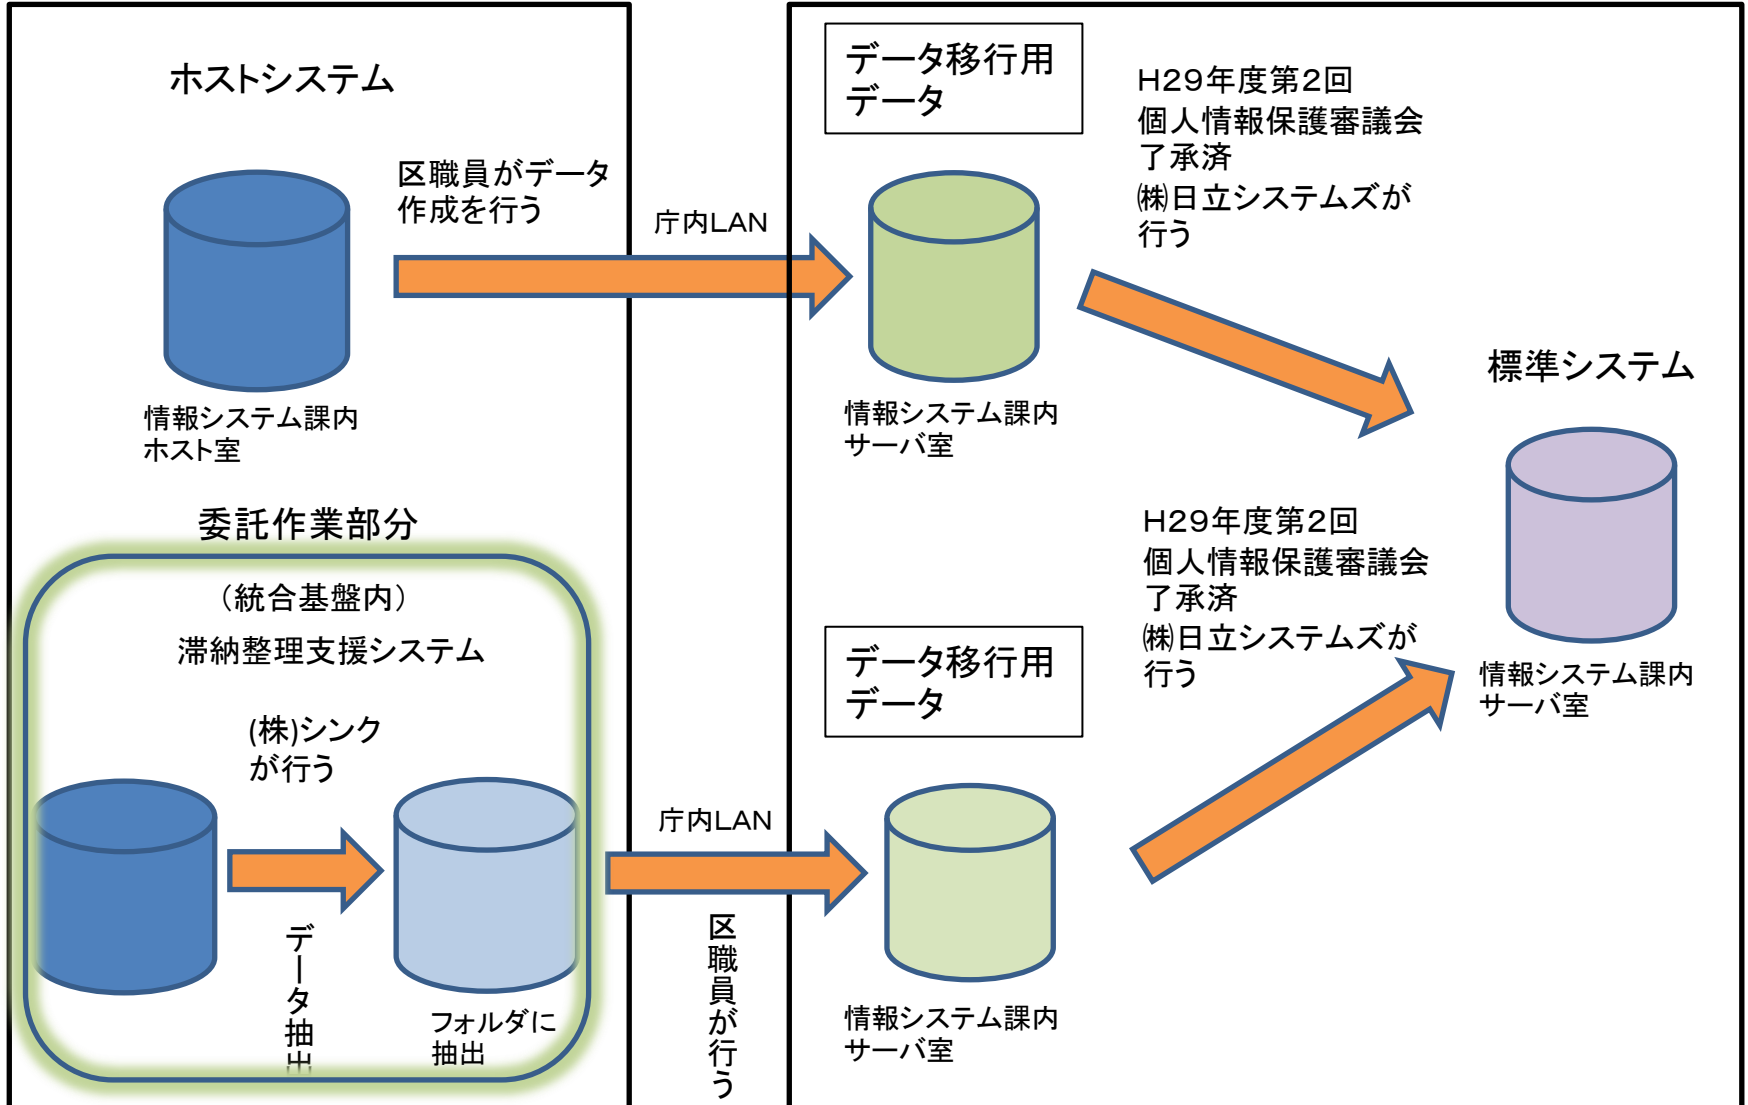 ホストシステム
区職員がデータ
作成を行う
庁内LAN
情報システム課内
ホスト室
データ移行用
データ
H29年度第2回
個人情報保護審議会
了承済
㈱日立システムズが
行う
情報システム課内
サーバ室
標準システム
情報システム課内
サーバ室
委託作業部分
（統合基盤内）
滞納整理支援システム
(株)シンク
が行う
データ抽出
フォルダに
抽出
庁内LAN
区職員が行う
データ移行用
データ
H29年度第2回
個人情報保護審議会
了承済
㈱日立システムズが
行う
情報システム課内
サーバ室